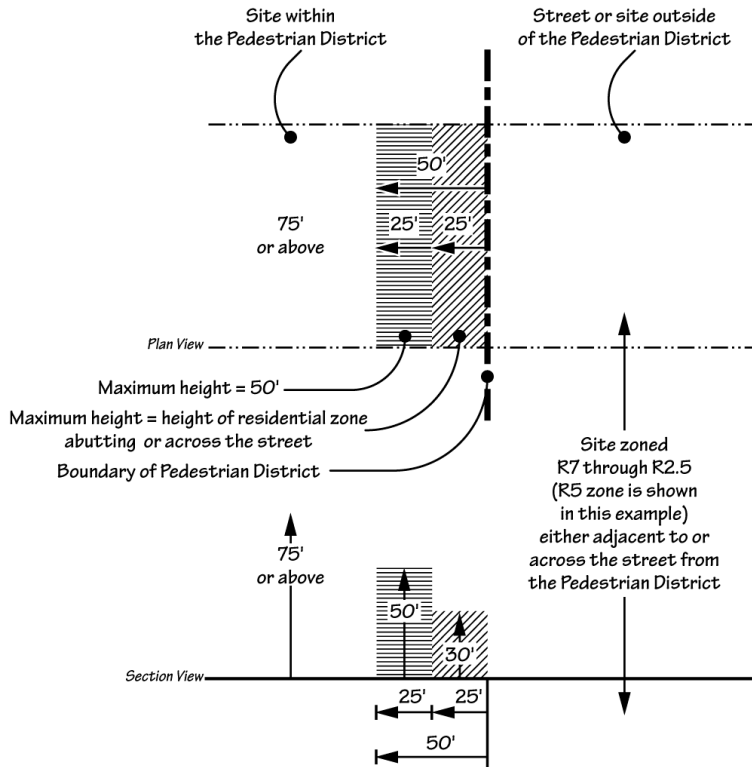 Site within
the Pedestrian District
Street or site outside
of the Pedestrian District
50'
75'
or above
25'
25'
Plan View
Maximum height = 50'
Maximum height = height of residential zone
abutting or across the street
Boundary of Pedestrian District
Site zoned
R7 through R2.5
(R5 zone is shown
in this example)
either adjacent to or
across the street from
the Pedestrian District
75'
or above
50'
30'
Section View
25'
25'
50'